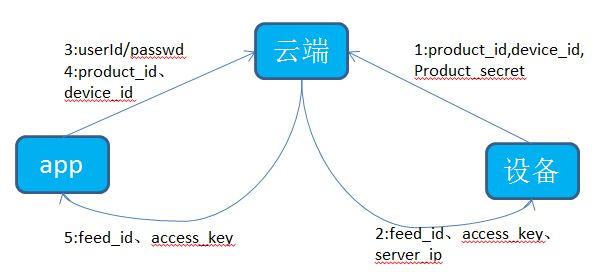 云端
3:userId/passwd
4:product_id、
device_id
1:product_id,device_id,
Product_secret
app
设备
5:feed_id、access_key
2:feed_id、access_key、
server_ip